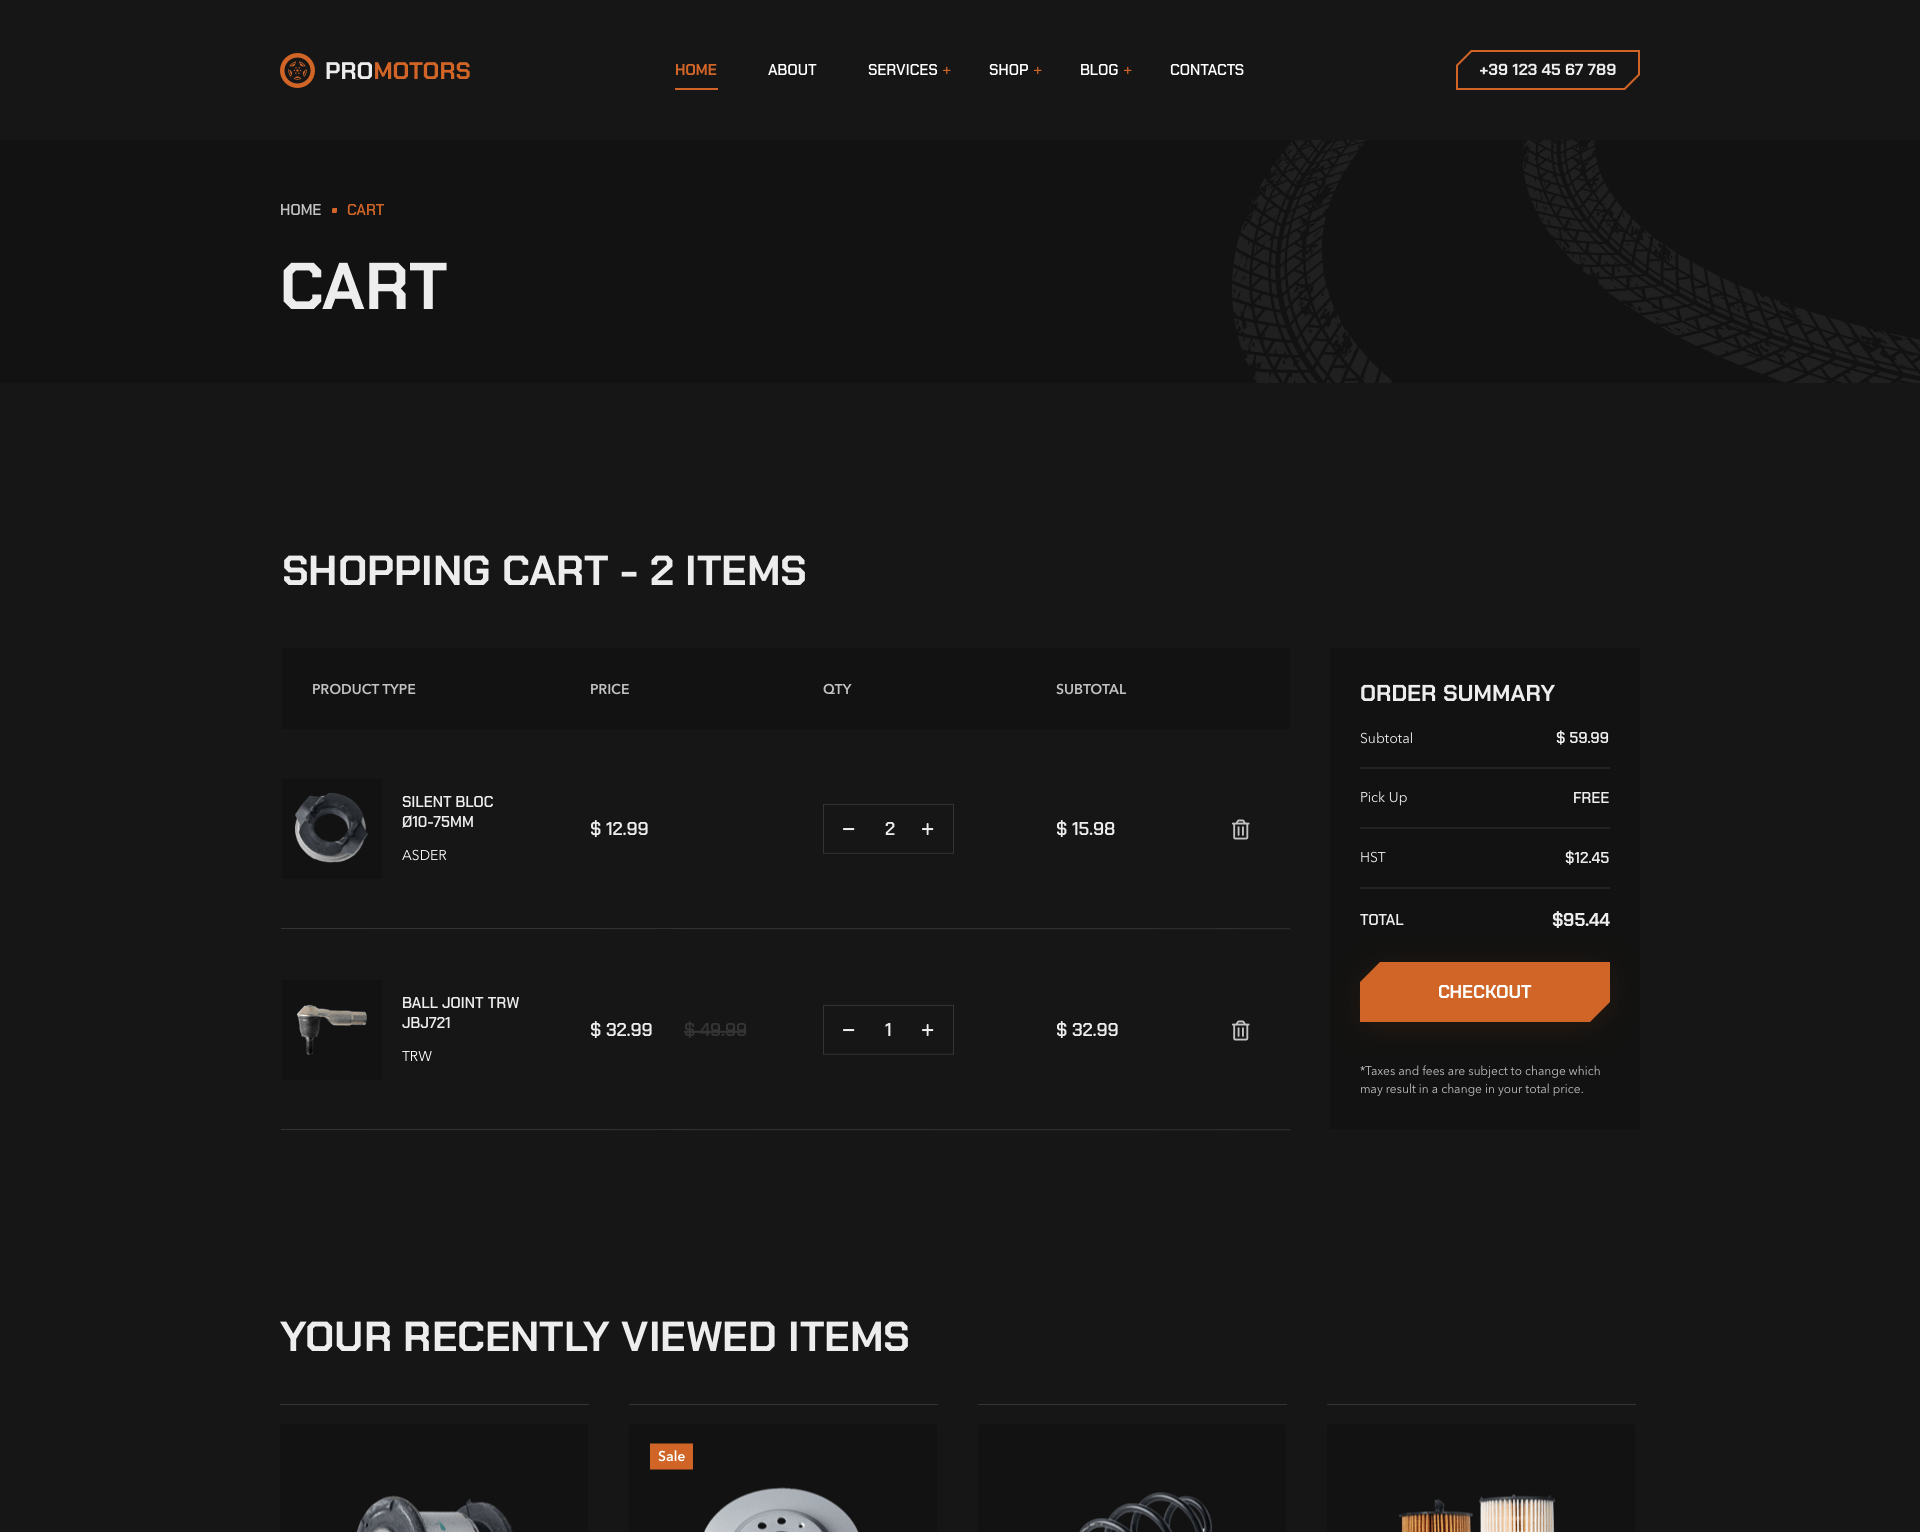 PROMOTORS
HOME ABOUT SERVICES + SHOP + BLOG + CONTACTS
+39 123 45 67 789
HOME CART
CART
SHOPPING CART - 2 ITEMS
PRODUCT TYPE PRICE QTY SUBTOTAL
SILENT BLOC
Ø10-75MM
ASDER
$ 12.99
− 2 +
$ 15.98
BALL JOINT TRW
JBJ721
TRW
$ 32.99 $ 49.99
− 1 +
$ 32.99
ORDER SUMMARY
Subtotal $ 59.99
Pick Up FREE
HST $12.45
TOTAL $95.44
CHECKOUT
*Taxes and fees are subject to change which
may result in a change in your total price.
YOUR RECENTLY VIEWED ITEMS
Sale